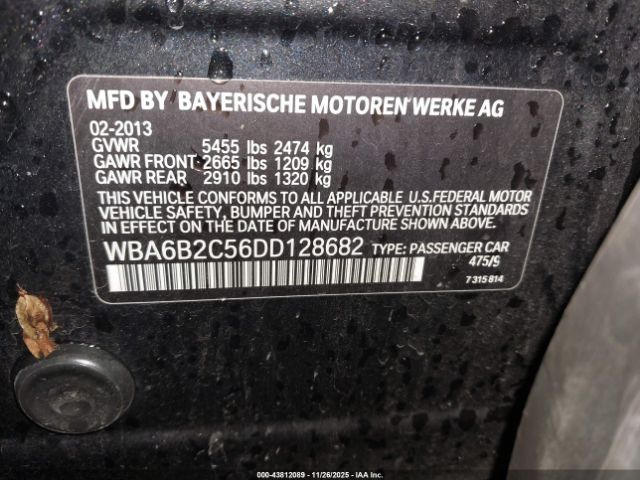 MFD BY BAYERISCHE MOTOREN WERKE AG
02-2013
GVWR 5455 lbs 2474 kg
GAWR FRONT 2665 lbs 1209 kg
GAWR REAR 2910 lbs 1320 kg
THIS VEHICLE CONFORMS TO ALL APPLICABLE U.S.FEDERAL MOTOR
VEHICLE SAFETY, BUMPER AND THEFT PREVENTION STANDARDS
IN EFFECT ON THE DATE OF MANUFACTURE SHOWN ABOVE.
WBA6B2C56DD128682 TYPE: PASSENGER CAR
475/9
7 315 814
000-43812089 - 11/26/2025 - IAA Inc.